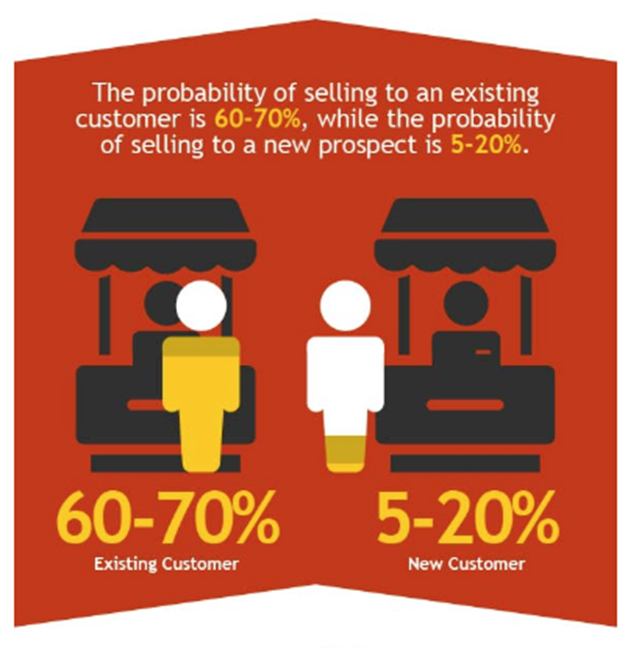 The probability of selling to an existing
customer is 60-70%, while the probability
of selling to a new prospect is 5-20%.
60-70%
Existing Customer
5-20%
New Customer